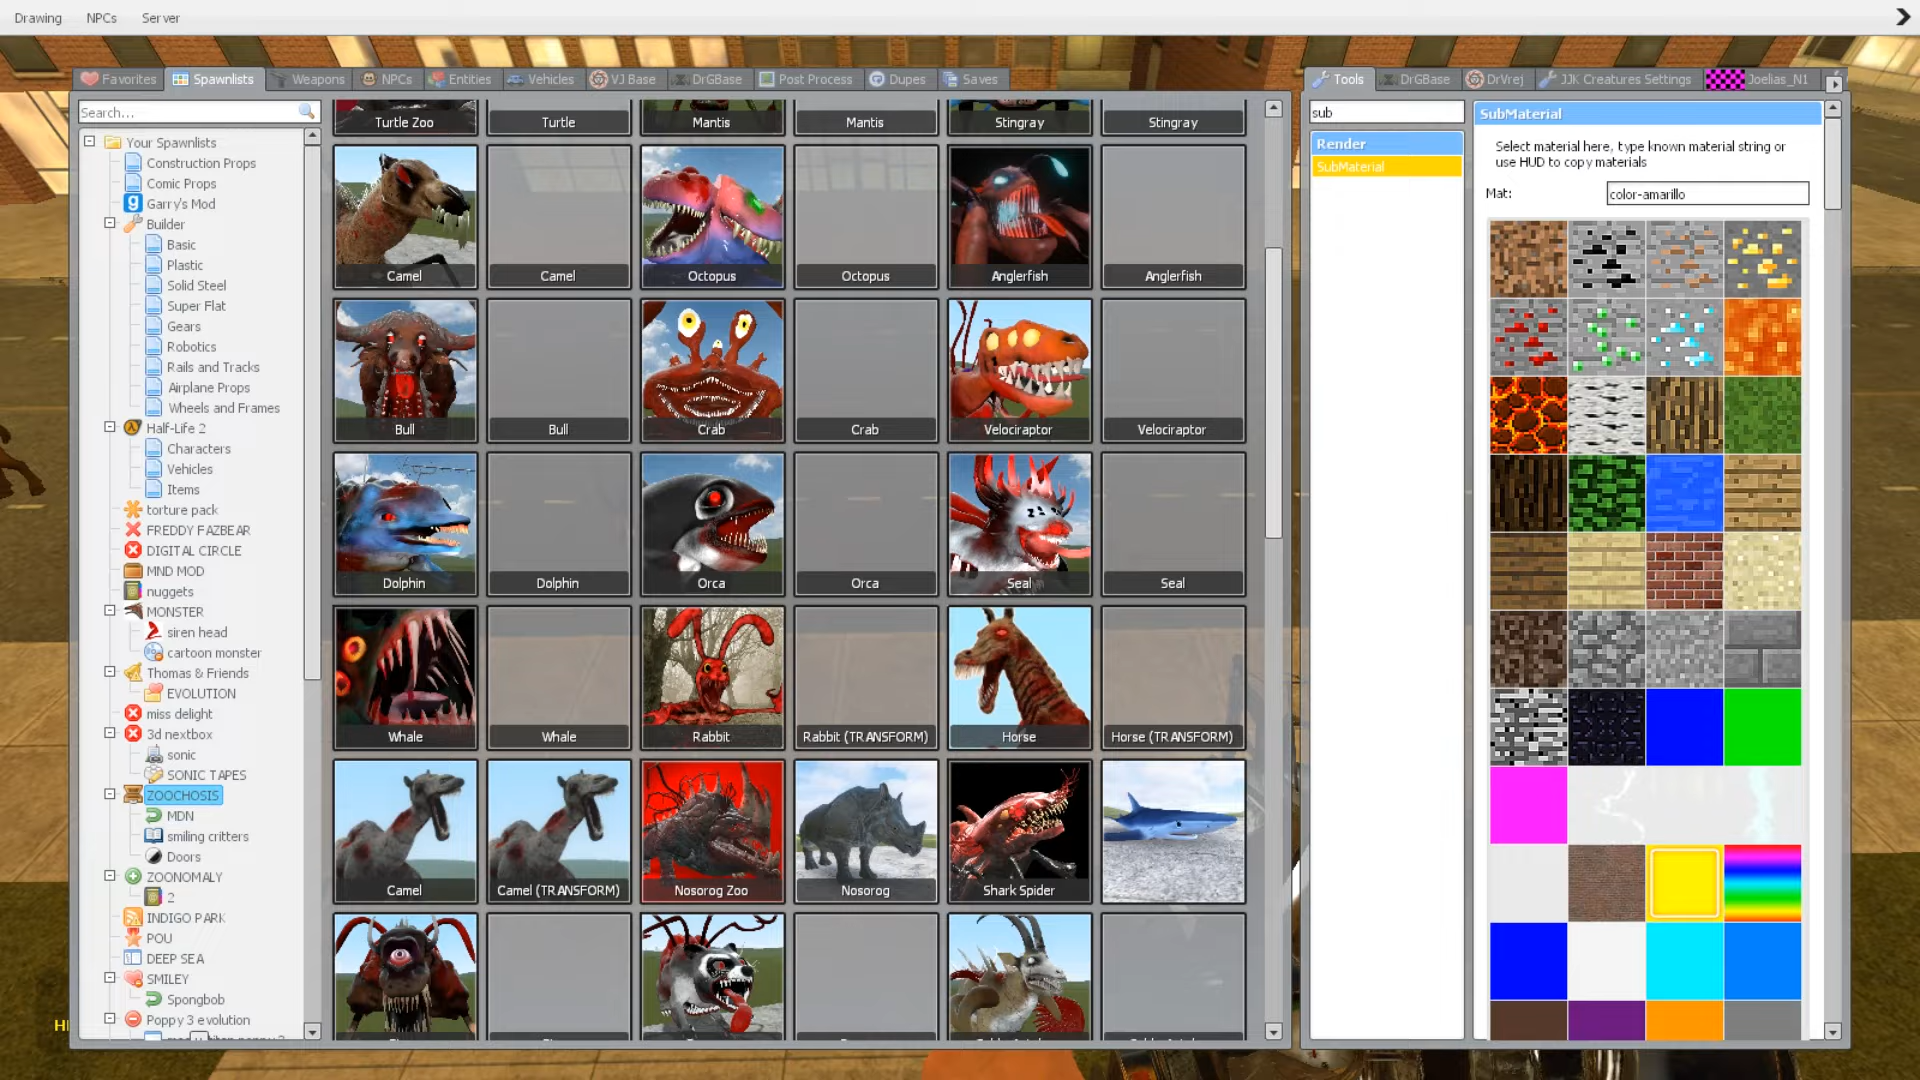 Drawing NPCs Server
Favorites Spawnlists Weapons NPCs Entities Vehicles VJ Base DrGBase Post Process Dupes Saves
Search...
Your Spawnlists
Construction Props
Comic Props
Garry's Mod
Builder
Basic
Plastic
Solid Steel
Super Flat
Gears
Robotics
Rails and Tracks
Airplane Props
Wheels and Frames
Half-Life 2
Characters
Vehicles
Items
torture pack
FREDDY FAZBEAR
DIGITAL CIRCLE
MND MOD
nuggets
MONSTER
siren head
cartoon monster
Thomas & Friends
EVOLUTION
miss delight
3d nextbox
sonic
SONIC TAPES
ZOOCHOSIS
MDN
smiling critters
Doors
ZOONOMALY
2
INDIGO PARK
POU
DEEP SEA
SMILEY
Spongbob
Poppy 3 evolution
Turtle Zoo Turtle Mantis Mantis Stingray Stingray
Camel Camel Octopus Octopus Anglerfish Anglerfish
Bull Bull Crab Crab Velociraptor Velociraptor
Dolphin Dolphin Orca Orca Seal Seal
Whale Whale Rabbit Rabbit (TRANSFORM) Horse Horse (TRANSFORM)
Camel Camel (TRANSFORM) Nosorog Zoo Nosorog Shark Spider
Tools DrGBase DrVrej JJK Creatures Settings Joelias_N1
sub
Render
SubMaterial
SubMaterial
Select material here, type known material string or
use HUD to copy materials
Mat: color-amarillo